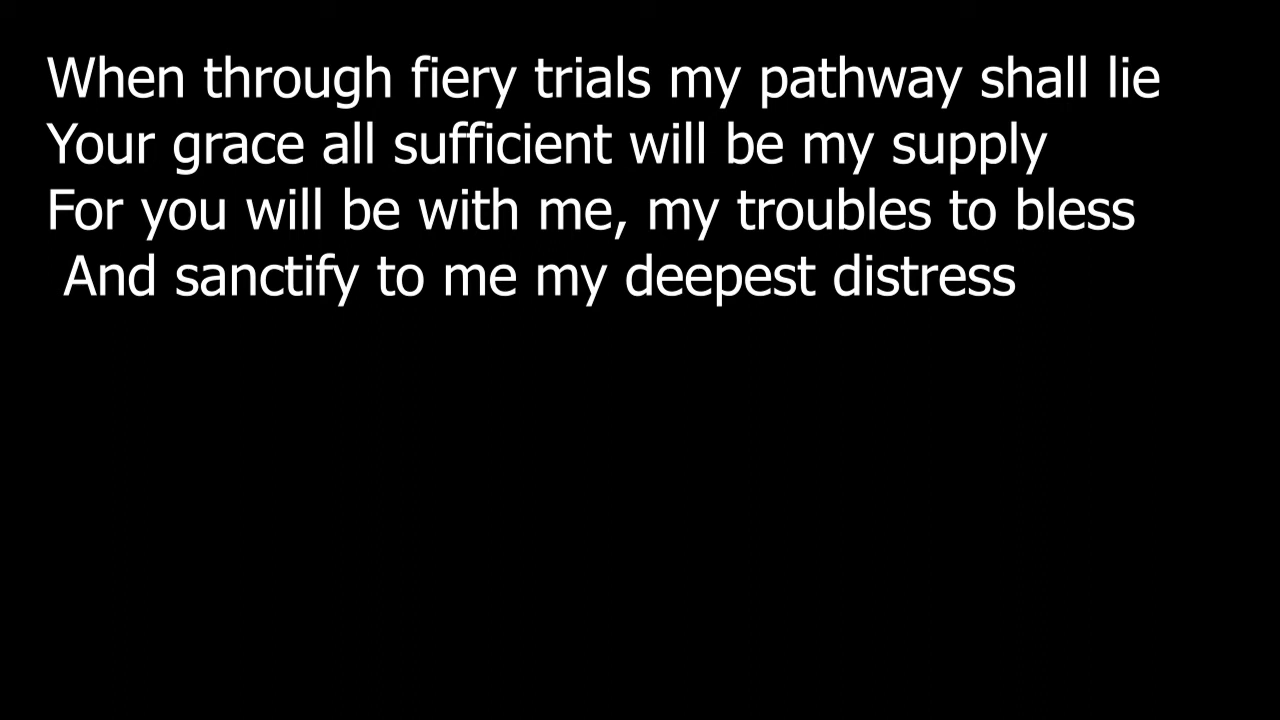 When through fiery trials my pathway shall lie
Your grace all sufficient will be my supply
For you will be with me, my troubles to bless
And sanctify to me my deepest distress